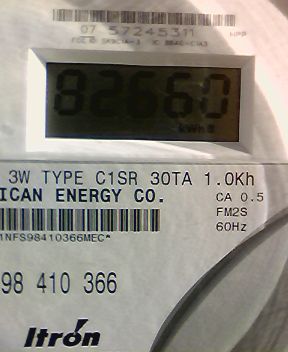 07 57245311
82660
kWh
3W TYPE C1SR 30TA 1.0Kh
ICAN ENERGY CO.
CA 0.5
FM2S
60Hz
1NFS98410366MEC*
98 410 366
Itrón